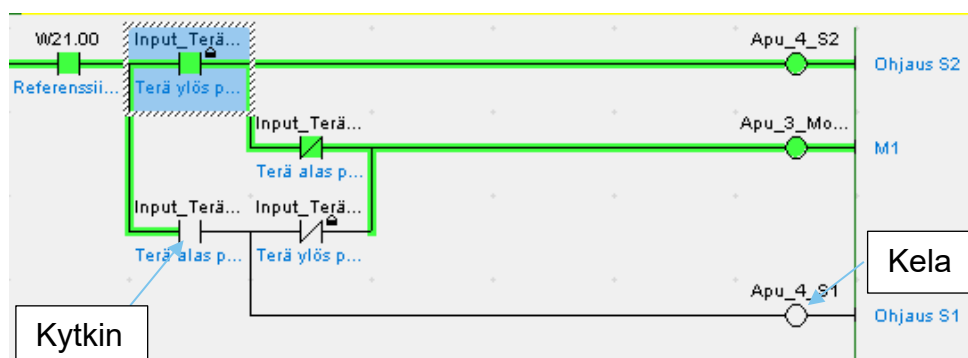 W21.00 Input_Terä... Apu_4_S2
Ohjaus S2
Referenssii... Terä ylös p...
Input_Terä... Apu_3_Mo...
M1
Terä alas p...
Input_Terä... Input_Terä...
Terä alas p... Terä ylös p...
Kela
Apu_4_S1
Ohjaus S1
Kytkin